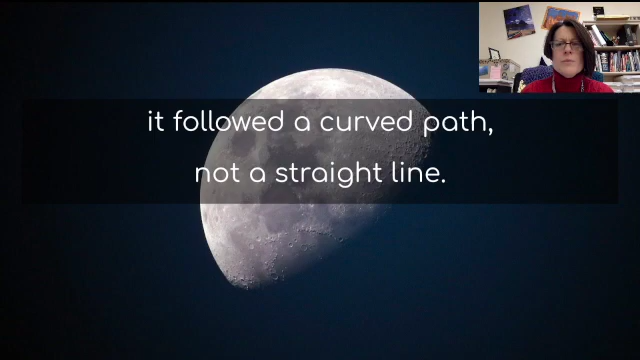 it followed a curved path,
not a straight line.